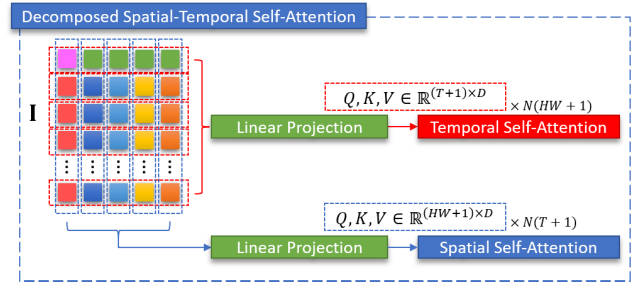 Decomposed Spatial-Temporal Self-Attention
I
Q, K, V ∈ ℝ^{(T+1)×D} × N(HW + 1)
Linear Projection
Temporal Self-Attention
Q, K, V ∈ ℝ^{(HW+1)×D} × N(T + 1)
Linear Projection
Spatial Self-Attention